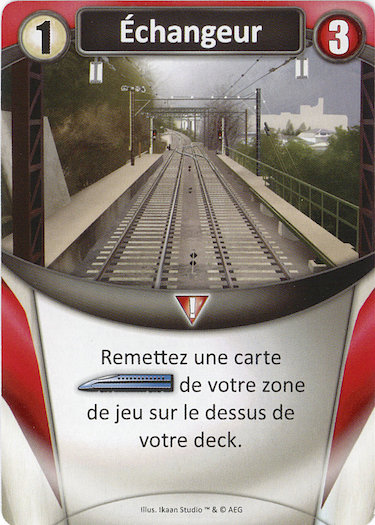 1 Échangeur 3
!
Remettez une carte
de votre zone
de jeu sur le dessus de
votre deck.
Illus. Ikaan Studio ™ & © AEG